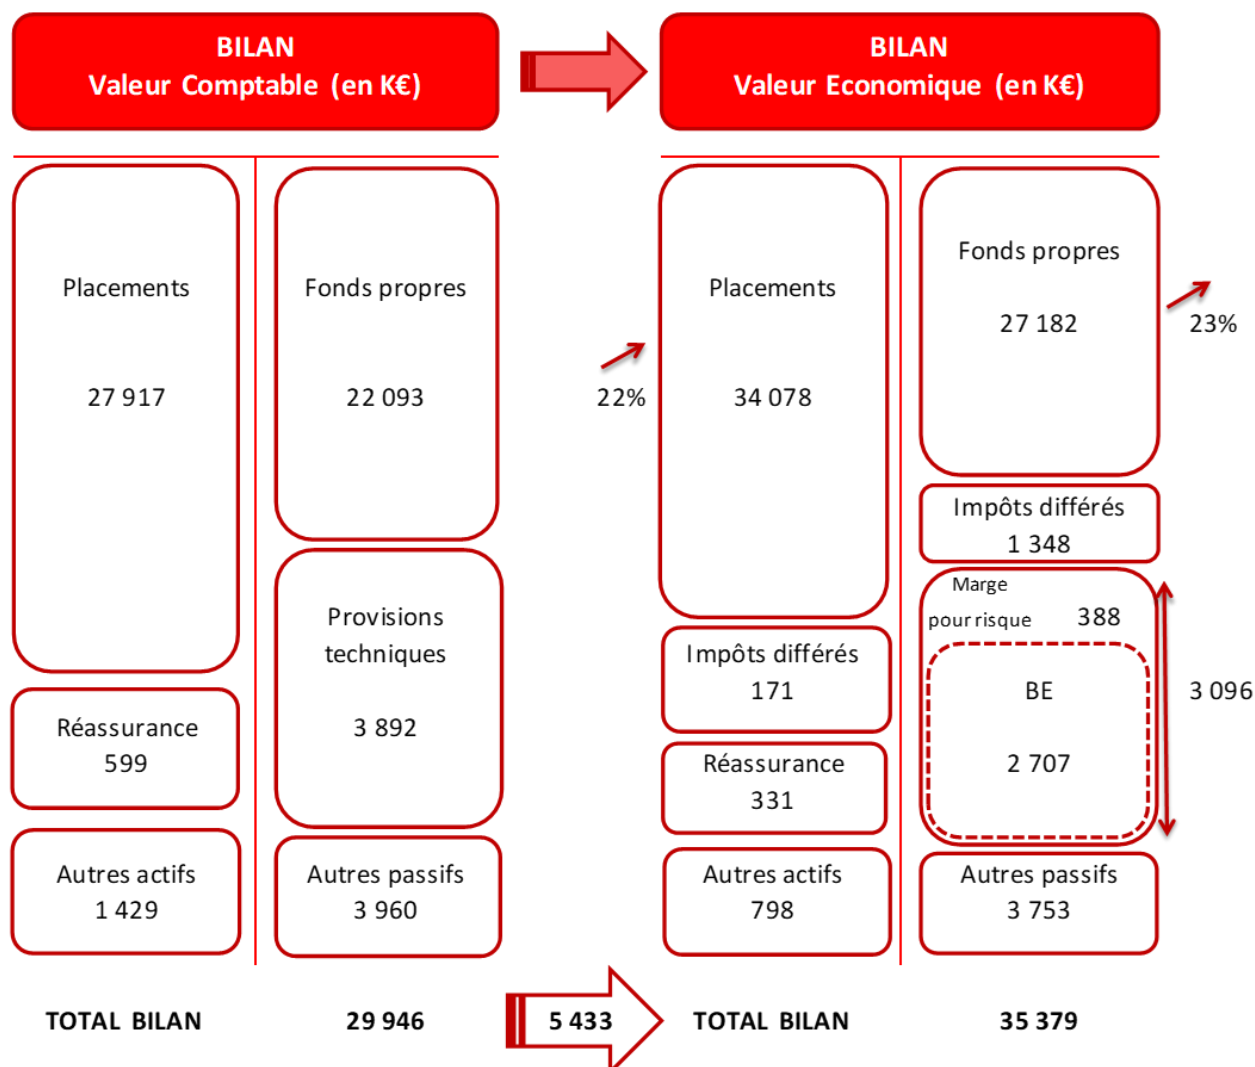 BILAN
Valeur Comptable (en K€)
BILAN
Valeur Economique (en K€)
Placements
27 917
Réassurance
599
Autres actifs
1 429
Fonds propres
22 093
Provisions
techniques
3 892
Autres passifs
3 960
22%
Placements
34 078
Impôts différés
171
Réassurance
331
Autres actifs
798
Fonds propres
27 182
23%
Impôts différés
1 348
Marge
pour risque 388
BE
2 707
3 096
Autres passifs
3 753
TOTAL BILAN 29 946 5 433 TOTAL BILAN 35 379